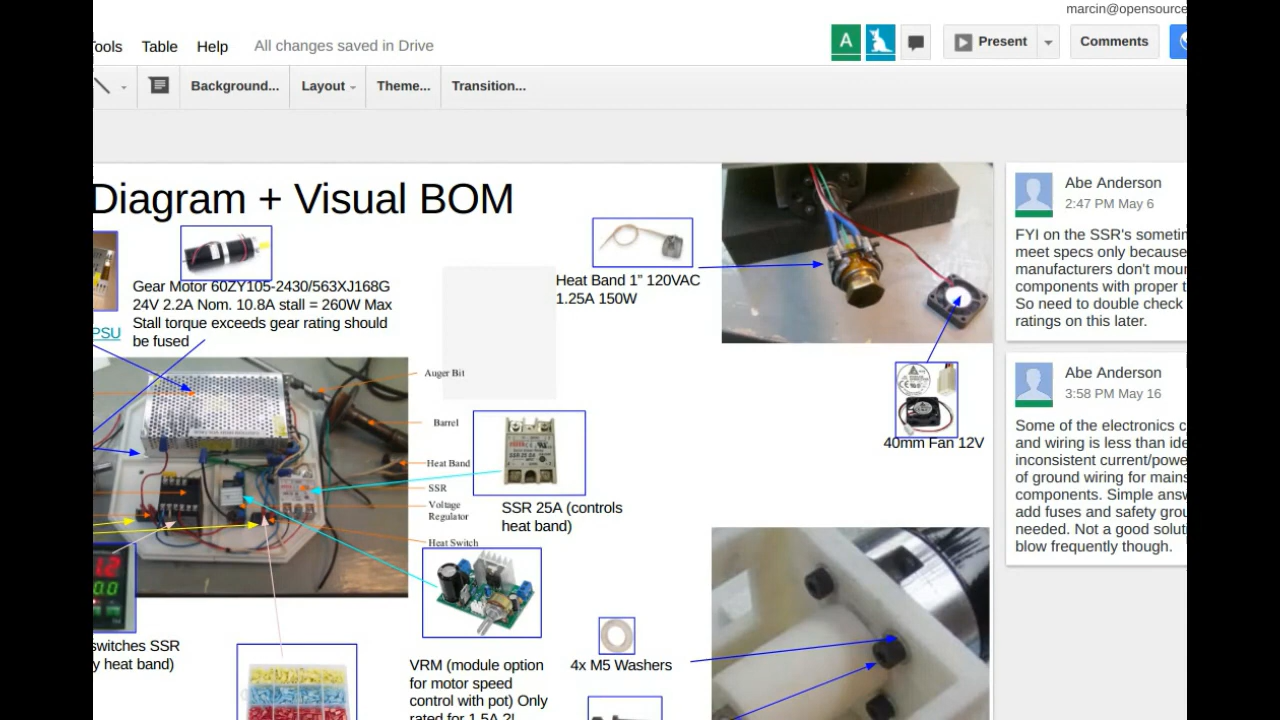 marcin@opensource
Tools Table Help All changes saved in Drive
A
Present
Comments
Background...
Layout
Theme...
Transition...
Diagram + Visual BOM
Gear Motor 60ZY105-2430/563XJ168G
24V 2.2A Nom. 10.8A stall = 260W Max
Stall torque exceeds gear rating should
be fused
PSU
Heat Band 1” 120VAC
1.25A 150W
40mm Fan 12V
Auger Bit
Barrel
Heat Band
SSR
Voltage
Regulator
Heat Switch
SSR 25A (controls
heat band)
switches SSR
y heat band)
VRM (module option
for motor speed
control with pot) Only
rated for 1.5A ?!
4x M5 Washers
Abe Anderson
2:47 PM May 6
FYI on the SSR's sometim
meet specs only because
manufacturers don't mou
components with proper t
So need to double check
ratings on this later.
Abe Anderson
3:58 PM May 16
Some of the electronics c
and wiring is less than ide
inconsistent current/powe
of ground wiring for mains
components. Simple answ
add fuses and safety grou
needed. Not a good soluti
blow frequently though.